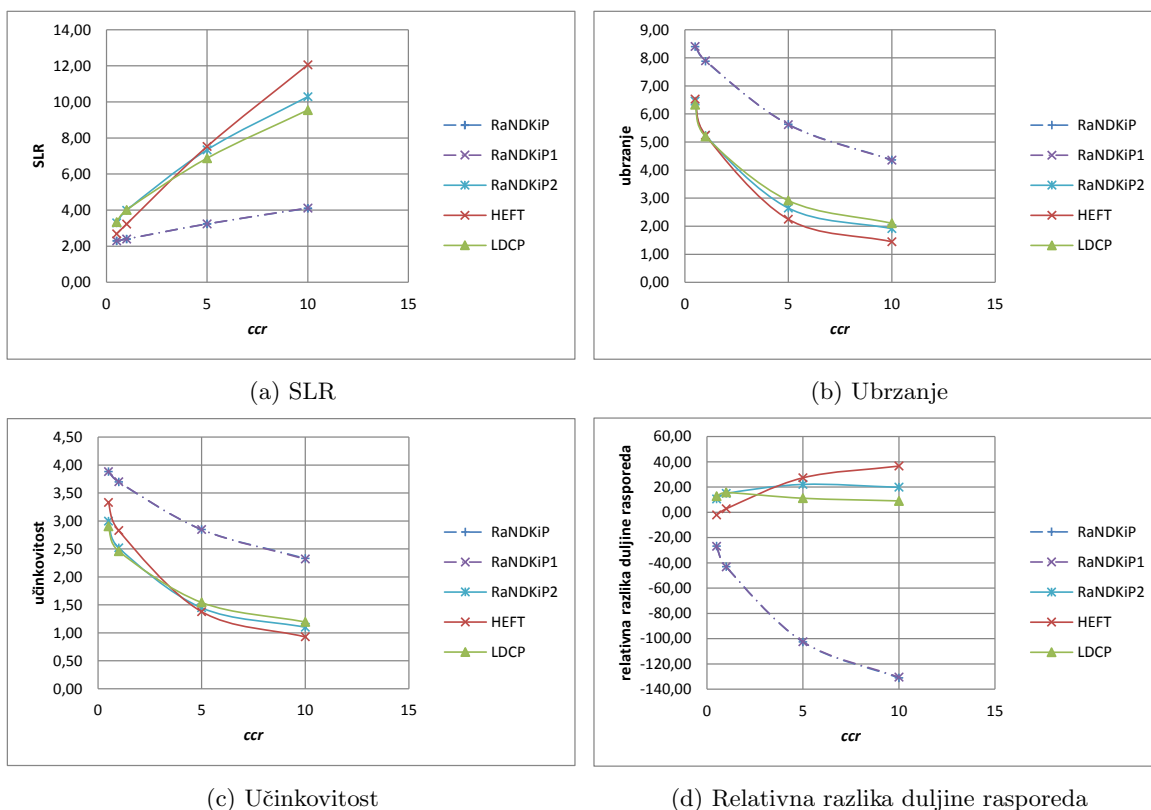 14,00
12,00
10,00
8,00
6,00
4,00
2,00
0,00
SLR
0
5
10
15
ccr
RaNDKiP
RaNDKiP1
RaNDKiP2
HEFT
LDCP
(a) SLR
9,00
8,00
7,00
6,00
5,00
4,00
3,00
2,00
1,00
0,00
ubrzanje
0
5
10
15
ccr
RaNDKiP
RaNDKiP1
RaNDKiP2
HEFT
LDCP
(b) Ubrzanje
4,50
4,00
3,50
3,00
2,50
2,00
1,50
1,00
0,50
0,00
učinkovitost
0
5
10
15
ccr
RaNDKiP
RaNDKiP1
RaNDKiP2
HEFT
LDCP
(c) Učinkovitost
60,00
40,00
20,00
0,00
-20,00
-40,00
-60,00
-80,00
-100,00
-120,00
-140,00
relativna razlika duljine rasporeda
0
5
10
15
ccr
RaNDKiP
RaNDKiP1
RaNDKiP2
HEFT
LDCP
(d) Relativna razlika duljine rasporeda